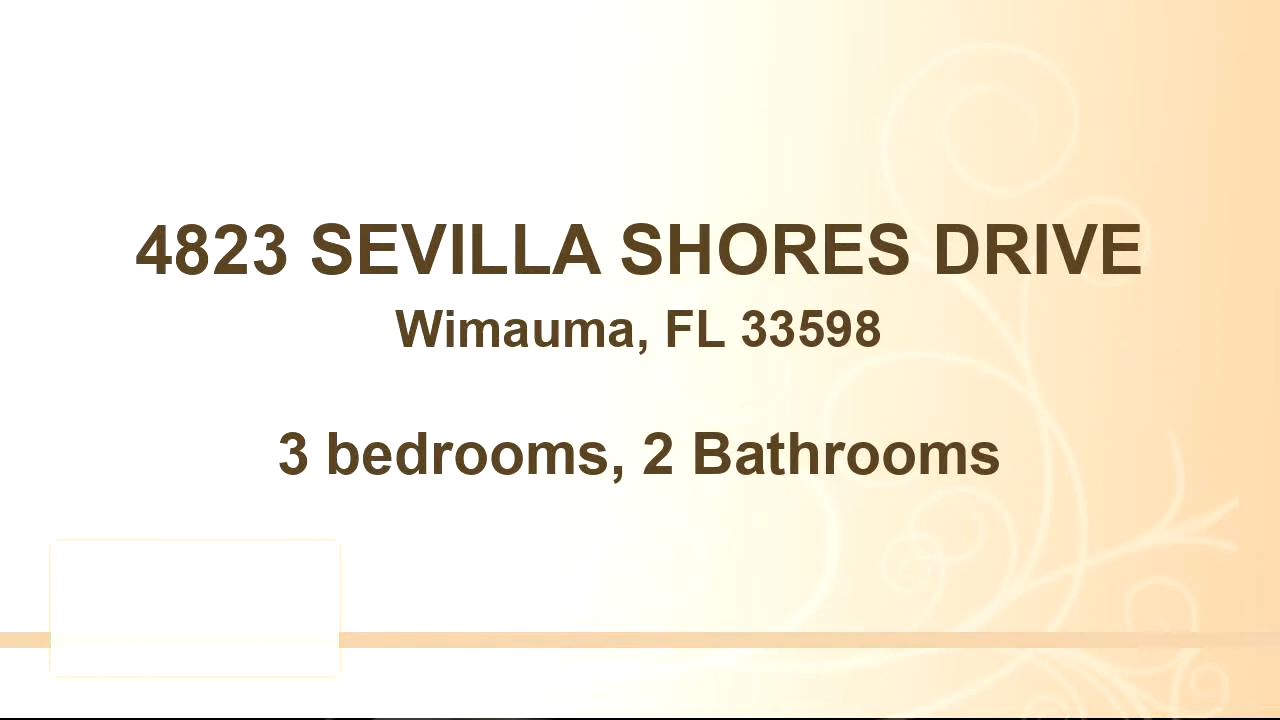 4823 SEVILLA SHORES DRIVE
Wimauma, FL 33598
3 bedrooms, 2 Bathrooms